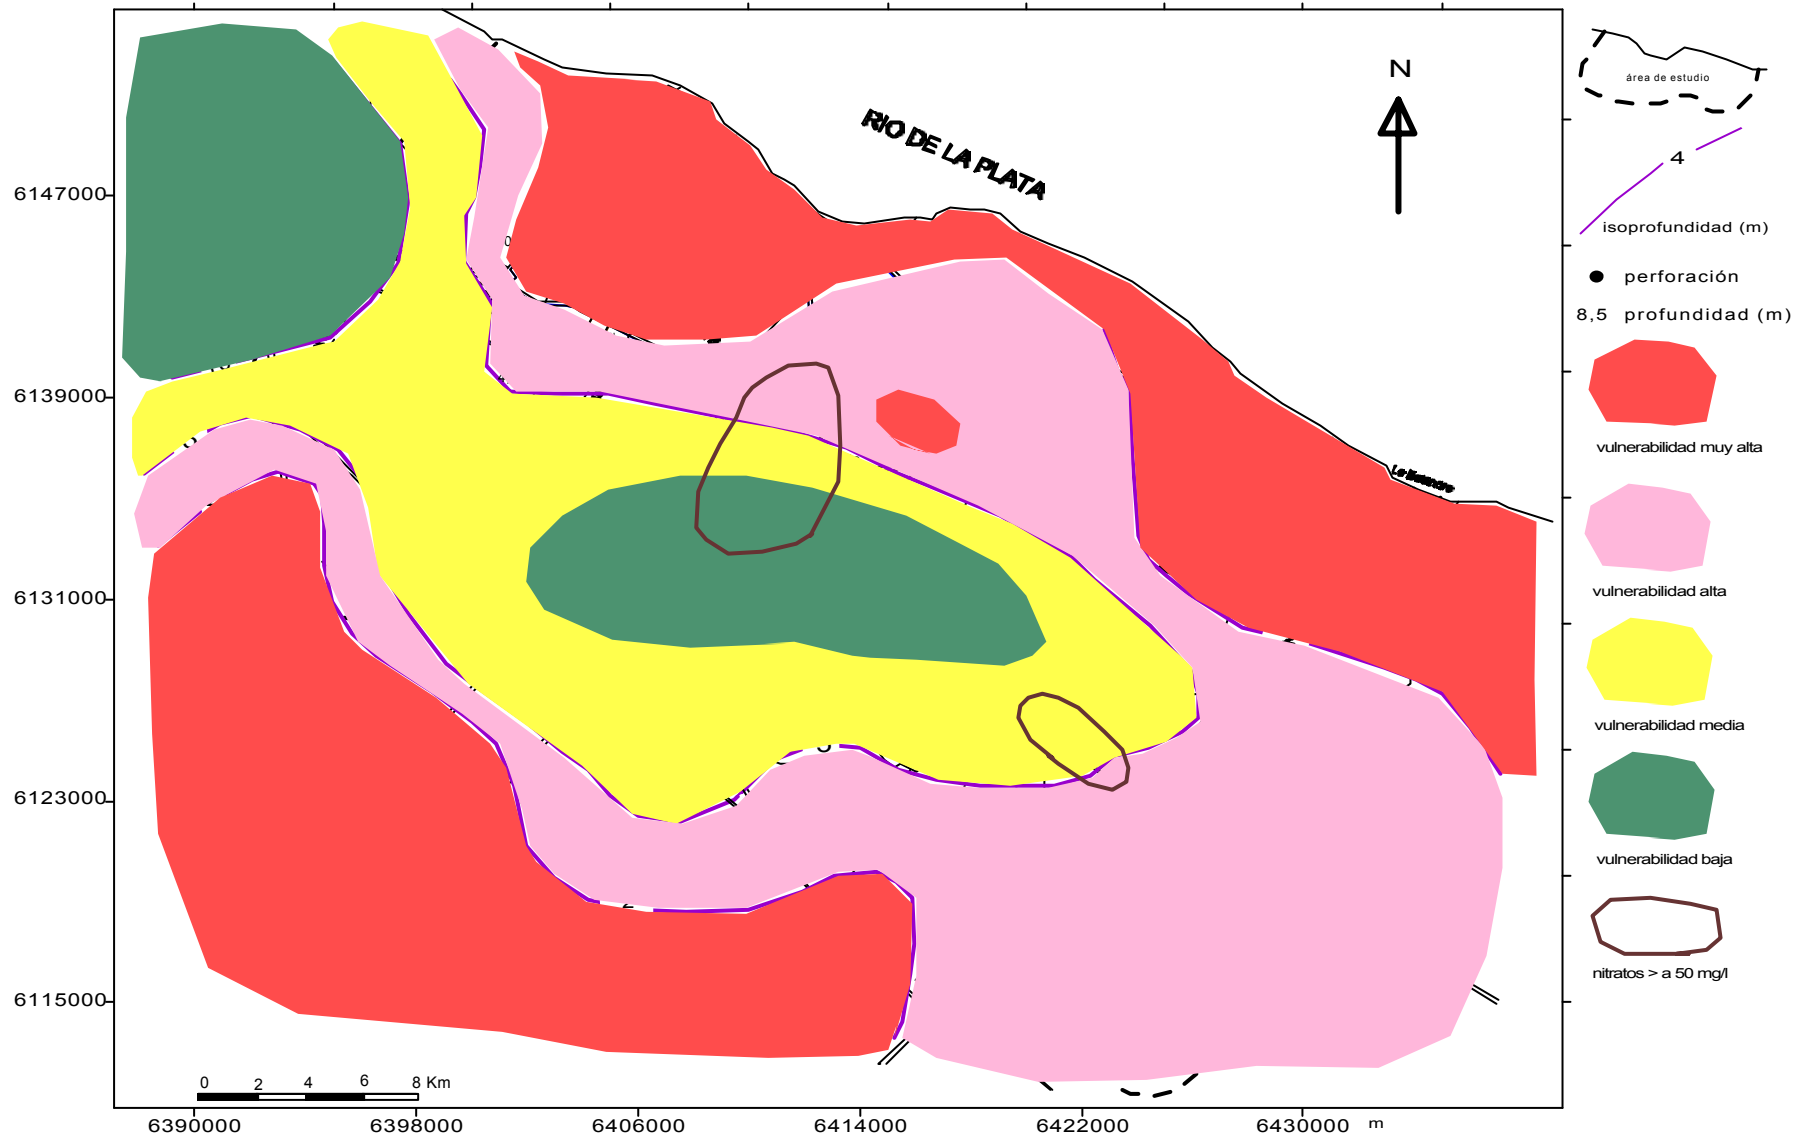 N
RIO DE LA PLATA
6147000
6139000
6131000
6123000
6115000
0 2 4 6 8 Km
6390000 6398000 6406000 6414000 6422000 6430000 m
área de estudio
4
isoprofundidad (m)
perforación
8,5 profundidad (m)
vulnerabilidad muy alta
vulnerabilidad alta
vulnerabilidad media
vulnerabilidad baja
nitratos > a 50 mg/l